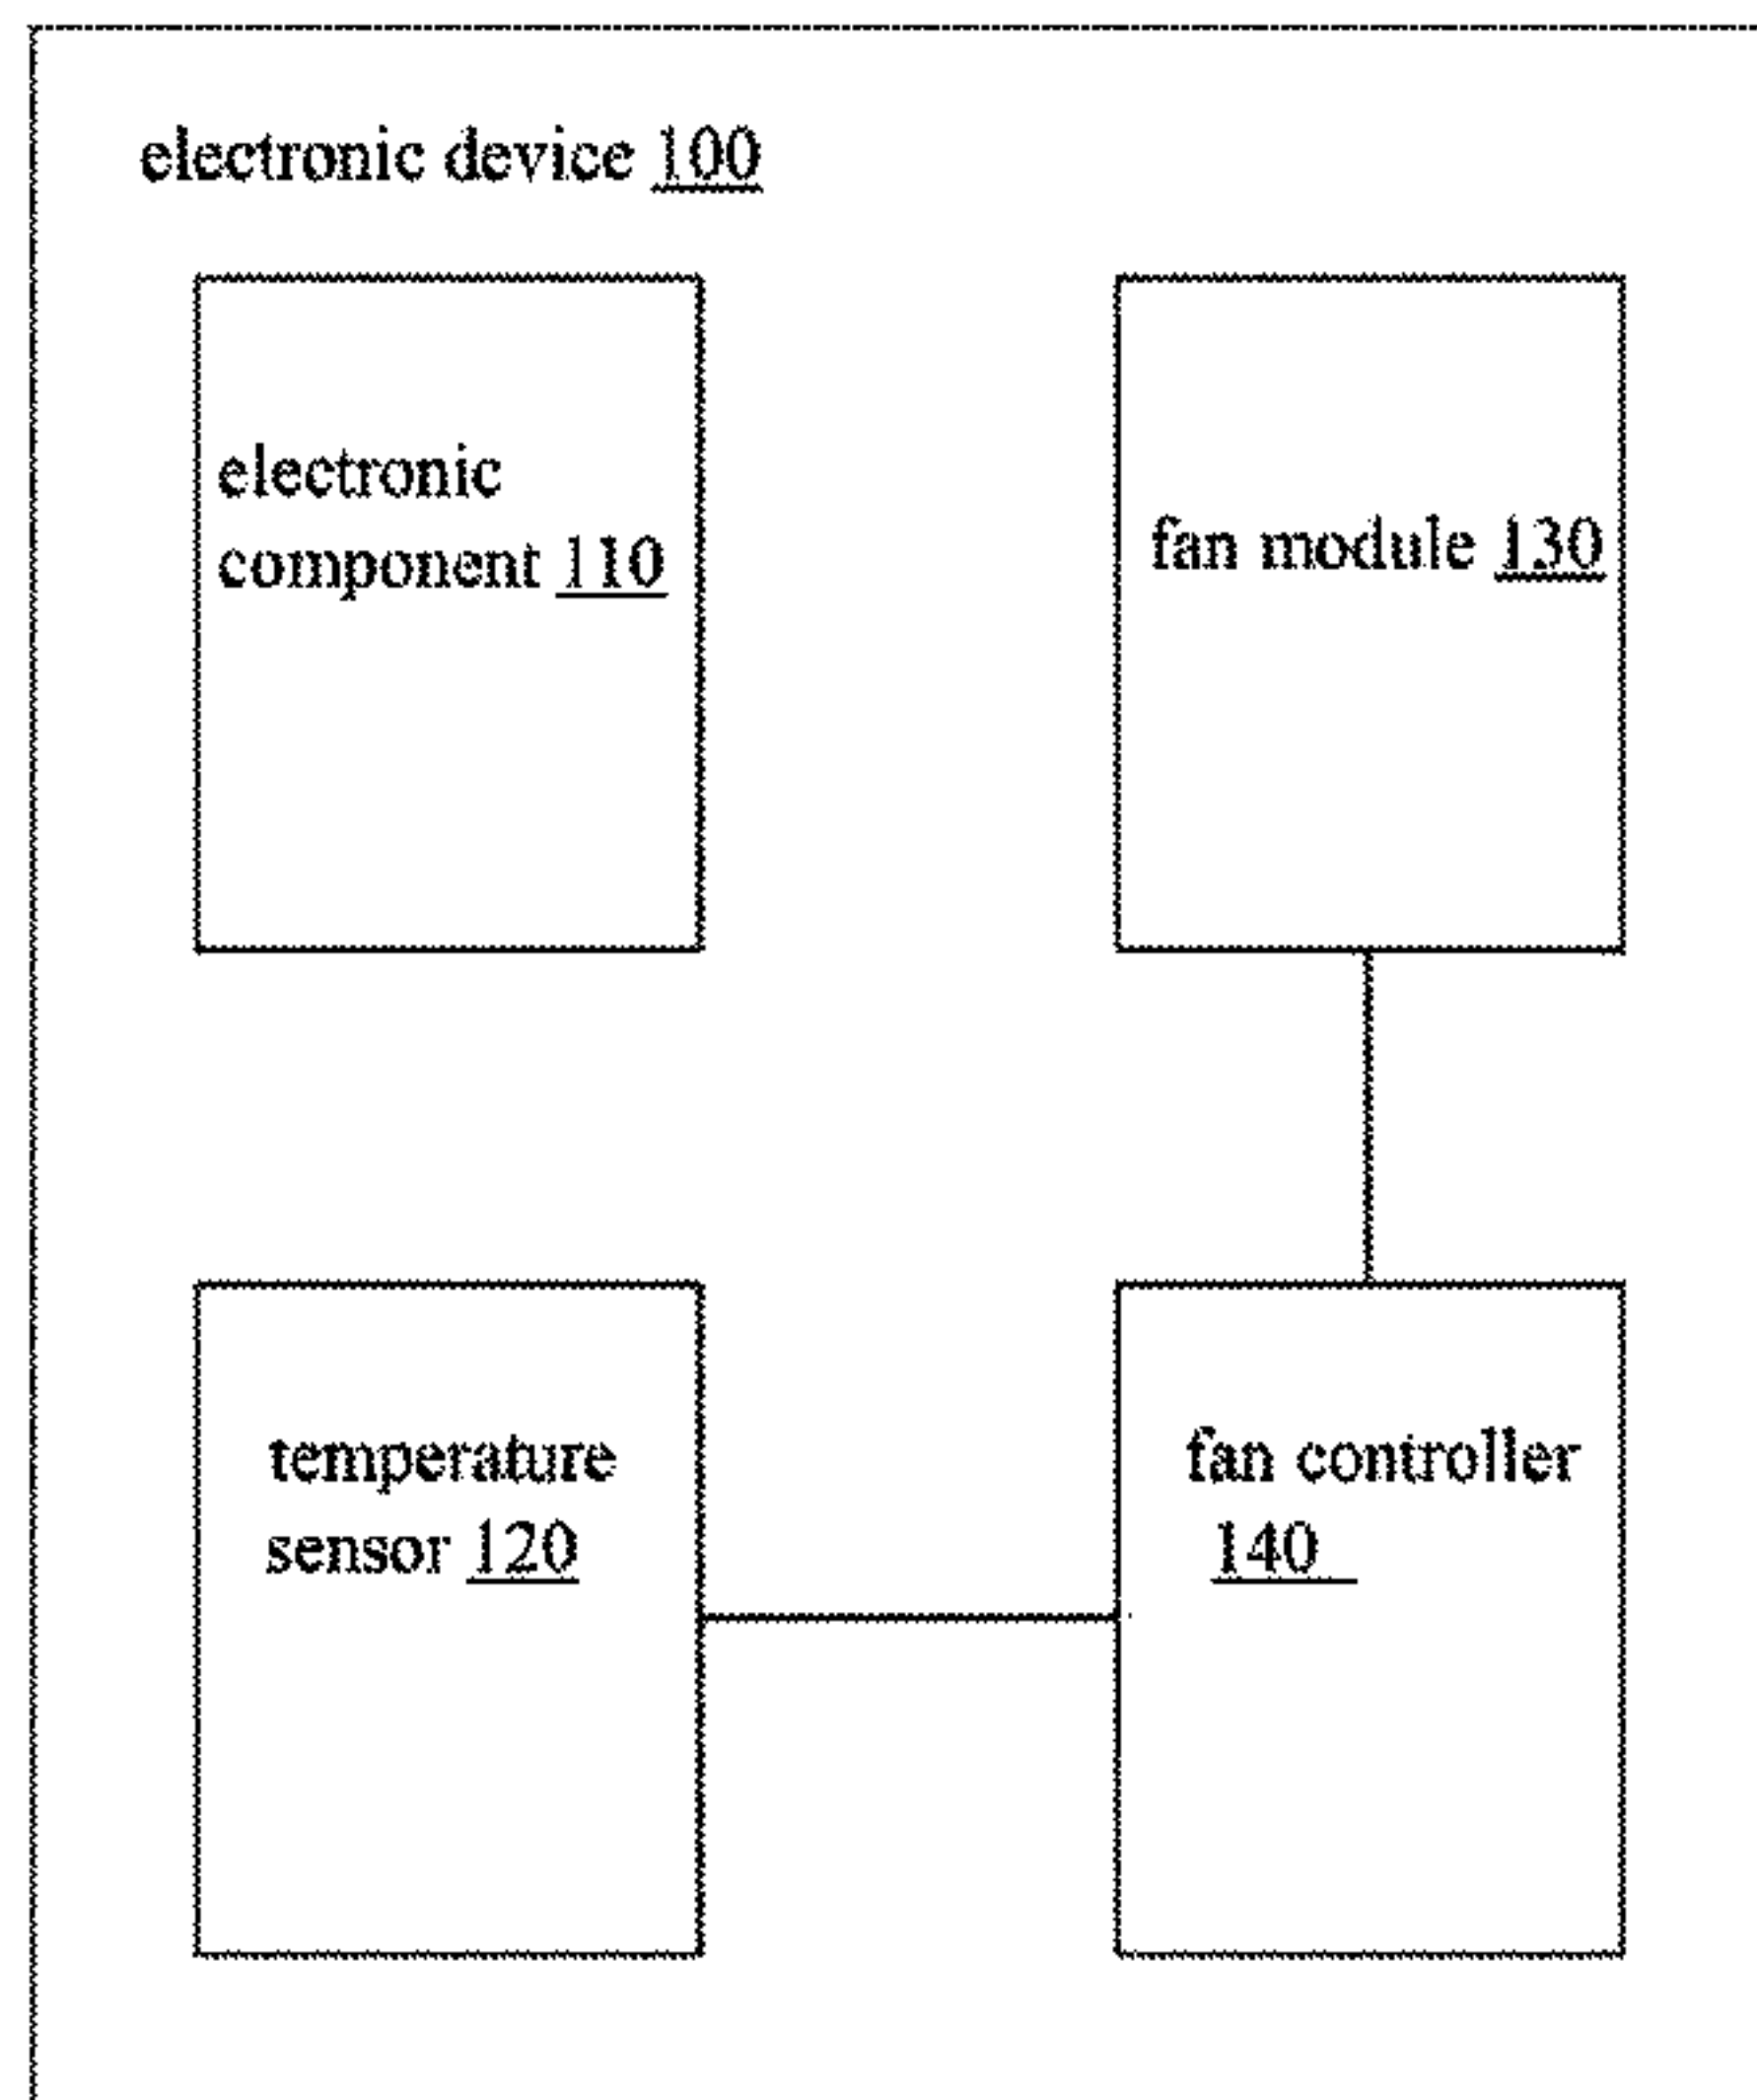 electronic device 100
electronic
component 110
fan module 130
temperature
sensor 120
fan controller
140